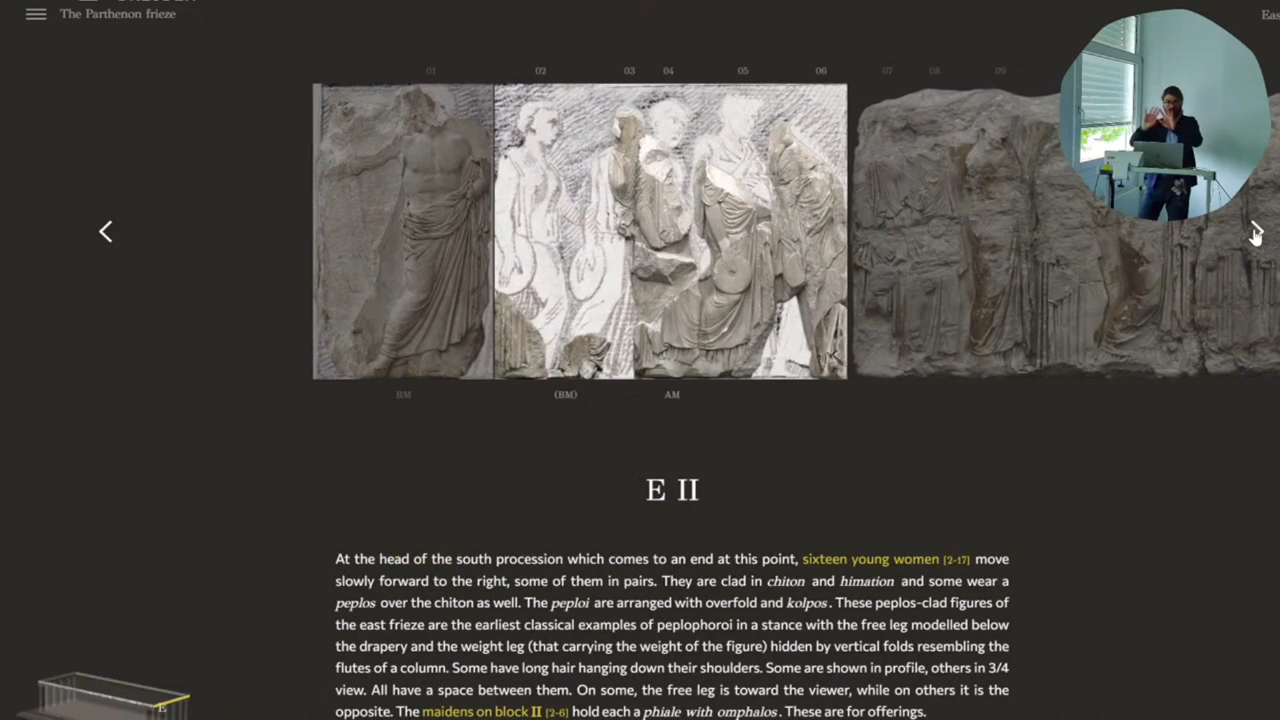 The Parthenon frieze
Eas
01 02 03 04 05 06 07 08 09
BM (BM) AM
E II
At the head of the south procession which comes to an end at this point, sixteen young women [2-17] move
slowly forward to the right, some of them in pairs. They are clad in chiton and himation and some wear a
peplos over the chiton as well. The peploi are arranged with overfold and kolpos. These peplos-clad figures of
the east frieze are the earliest classical examples of peplophoroi in a stance with the free leg modelled below
the drapery and the weight leg (that carrying the weight of the figure) hidden by vertical folds resembling the
flutes of a column. Some have long hair hanging down their shoulders. Some are shown in profile, others in 3/4
view. All have a space between them. On some, the free leg is toward the viewer, while on others it is the
opposite. The maidens on block II [2-6] hold each a phiale with omphalos. These are for offerings.
E